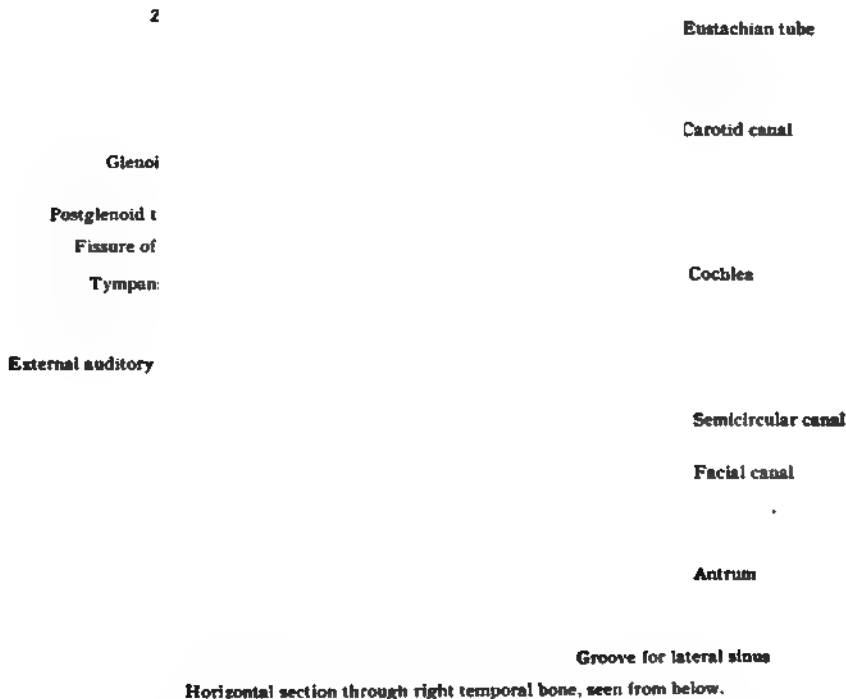 2
Eustachian tube
Carotid canal
Glenoi
Postglenoid t
Fissure of
Tympan
Cochlea
External auditory
Semicircular canal
Facial canal
Antrum
Groove for lateral sinus
Horizontal section through right temporal bone, seen from below.